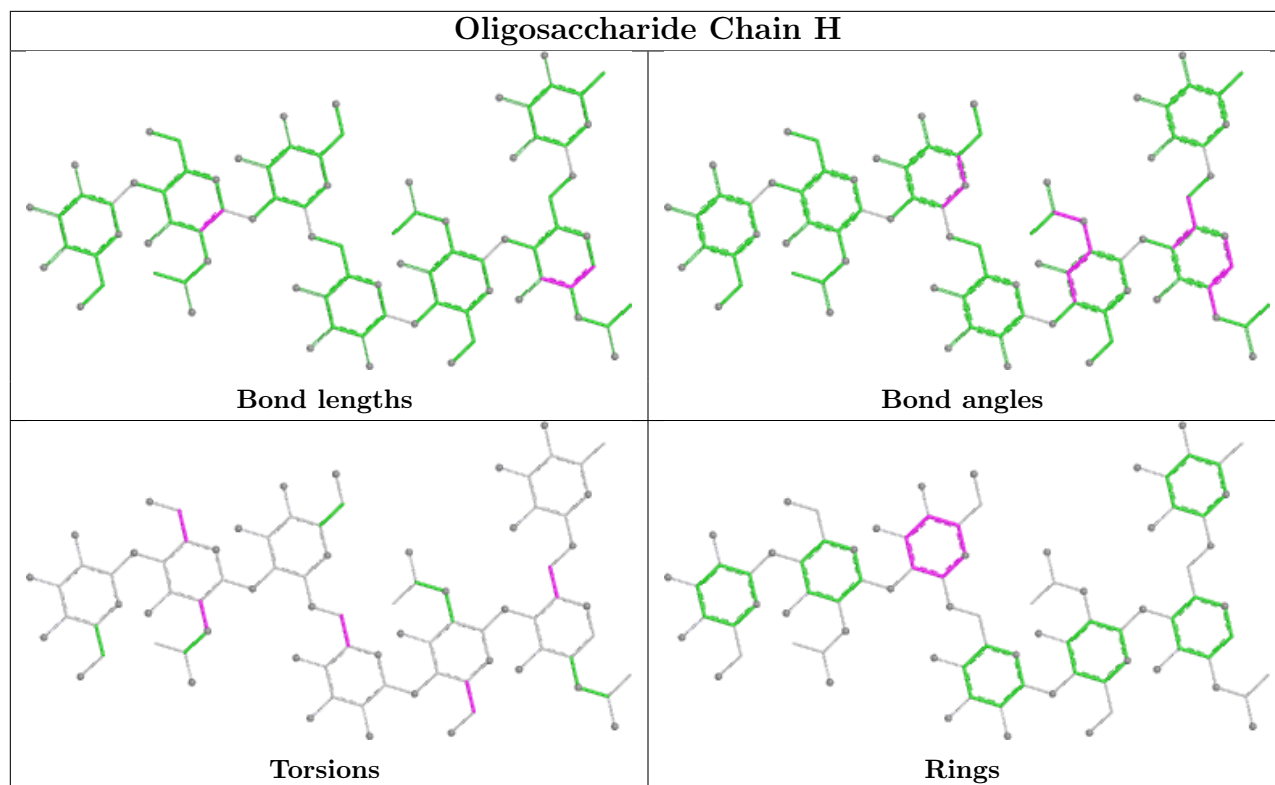 Oligosaccharide Chain H
Bond lengths
Bond angles
Torsions
Rings